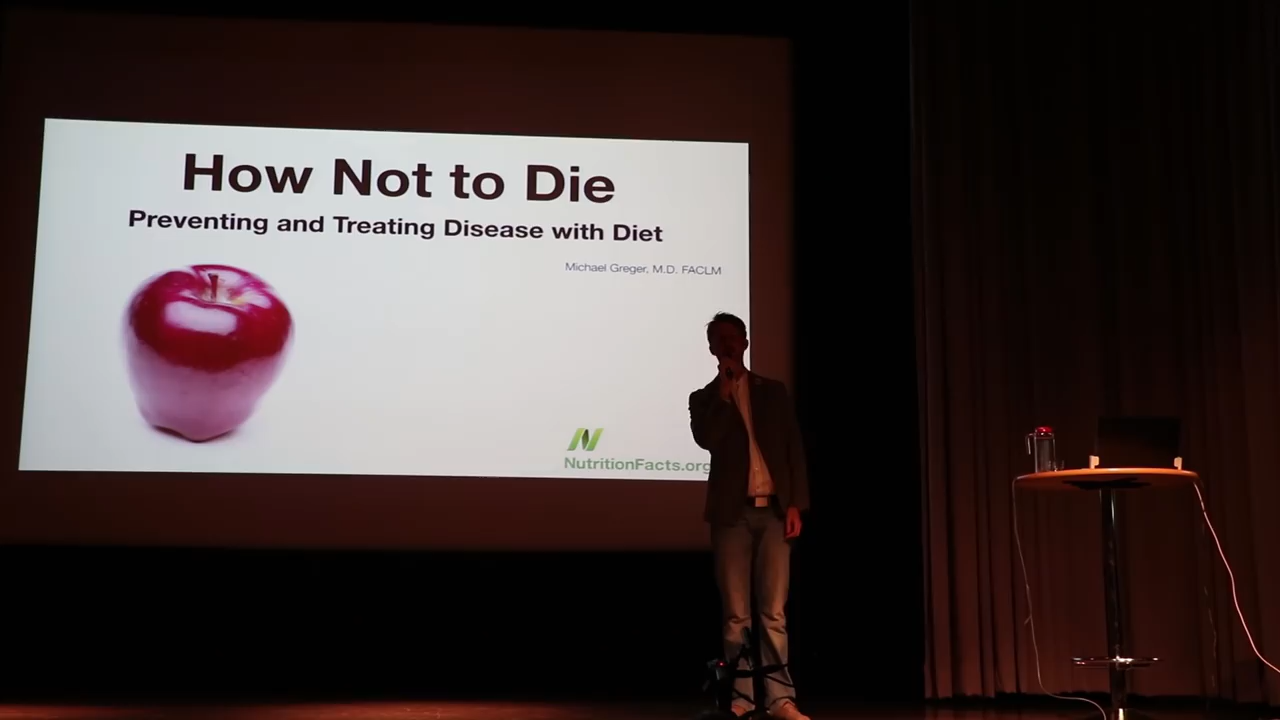 How Not to Die
Preventing and Treating Disease with Diet
Michael Greger, M.D. FACLM
NutritionFacts.org